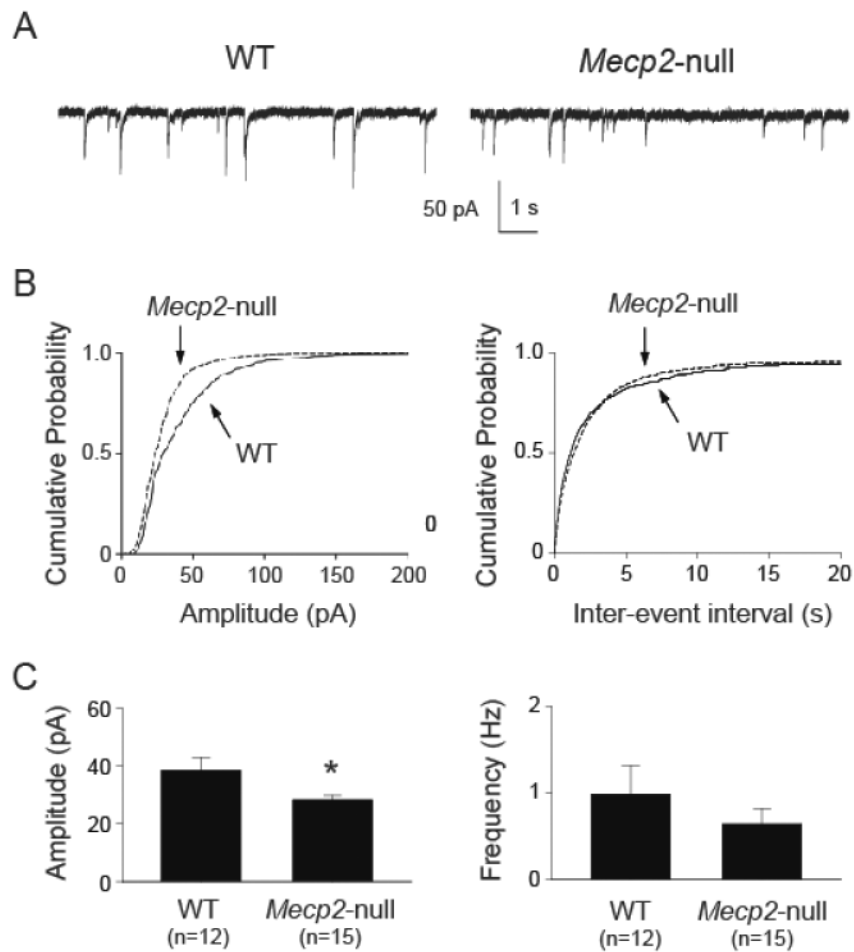 A
WT
Mecp2-null
50 pA
1 s
B
Mecp2-null
WT
Cumulative Probability
1.0
0.5
0
0
50
100
150
200
Amplitude (pA)
0
Mecp2-null
WT
Cumulative Probability
1.0
0.5
0
0
5
10
15
20
Inter-event interval (s)
C
Amplitude (pA)
60
40
20
0
*
WT
(n=12)
Mecp2-null
(n=15)
Frequency (Hz)
2
1
0
WT
(n=12)
Mecp2-null
(n=15)